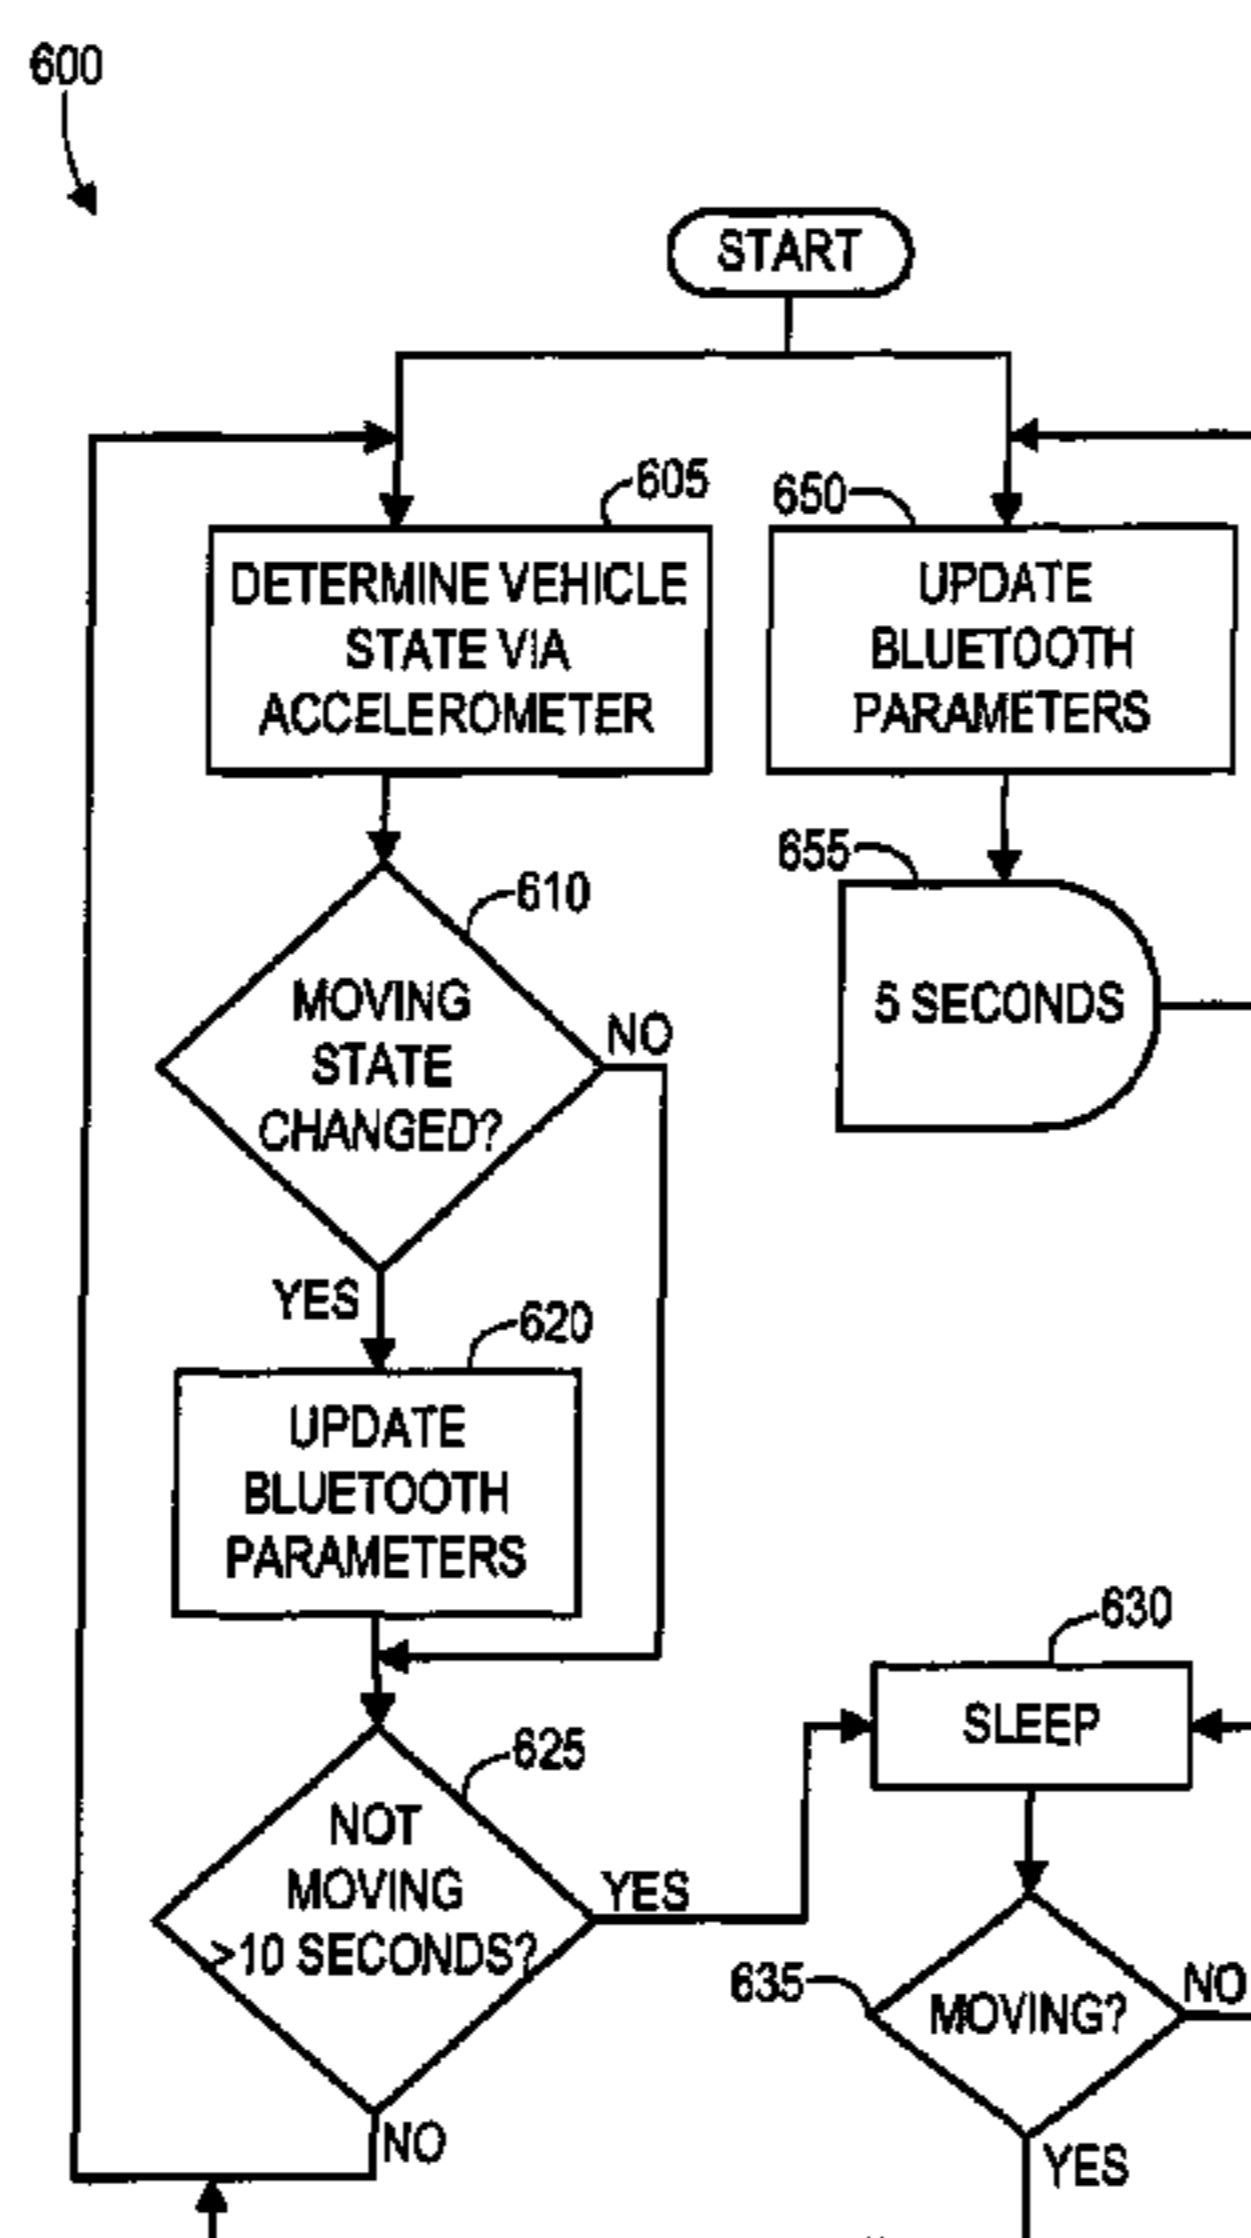 600
START
605
DETERMINE VEHICLE
STATE VIA
ACCELEROMETER
650
UPDATE
BLUETOOTH
PARAMETERS
655
5 SECONDS
610
MOVING
STATE
CHANGED?
NO
YES
620
UPDATE
BLUETOOTH
PARAMETERS
625
NOT
MOVING
>10 SECONDS?
YES
NO
630
SLEEP
635
MOVING?
NO
YES